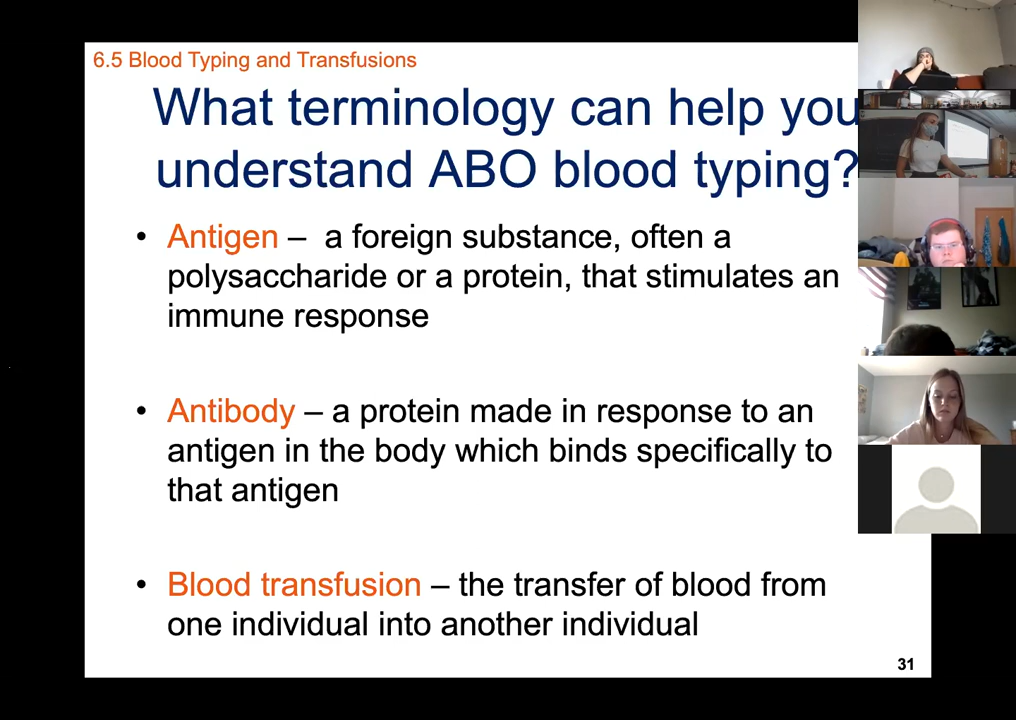 6.5 Blood Typing and Transfusions
What terminology can help you
understand ABO blood typing?
• Antigen – a foreign substance, often a
polysaccharide or a protein, that stimulates an
immune response
• Antibody – a protein made in response to an
antigen in the body which binds specifically to
that antigen
• Blood transfusion – the transfer of blood from
one individual into another individual
31